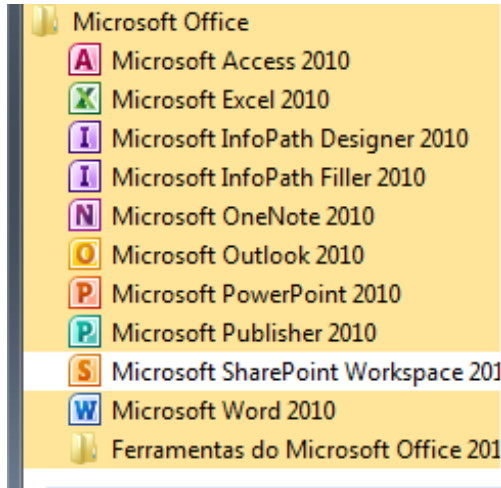 Microsoft Office
Microsoft Access 2010
Microsoft Excel 2010
Microsoft InfoPath Designer 2010
Microsoft InfoPath Filler 2010
Microsoft OneNote 2010
Microsoft Outlook 2010
Microsoft PowerPoint 2010
Microsoft Publisher 2010
Microsoft SharePoint Workspace 201
Microsoft Word 2010
Ferramentas do Microsoft Office 201